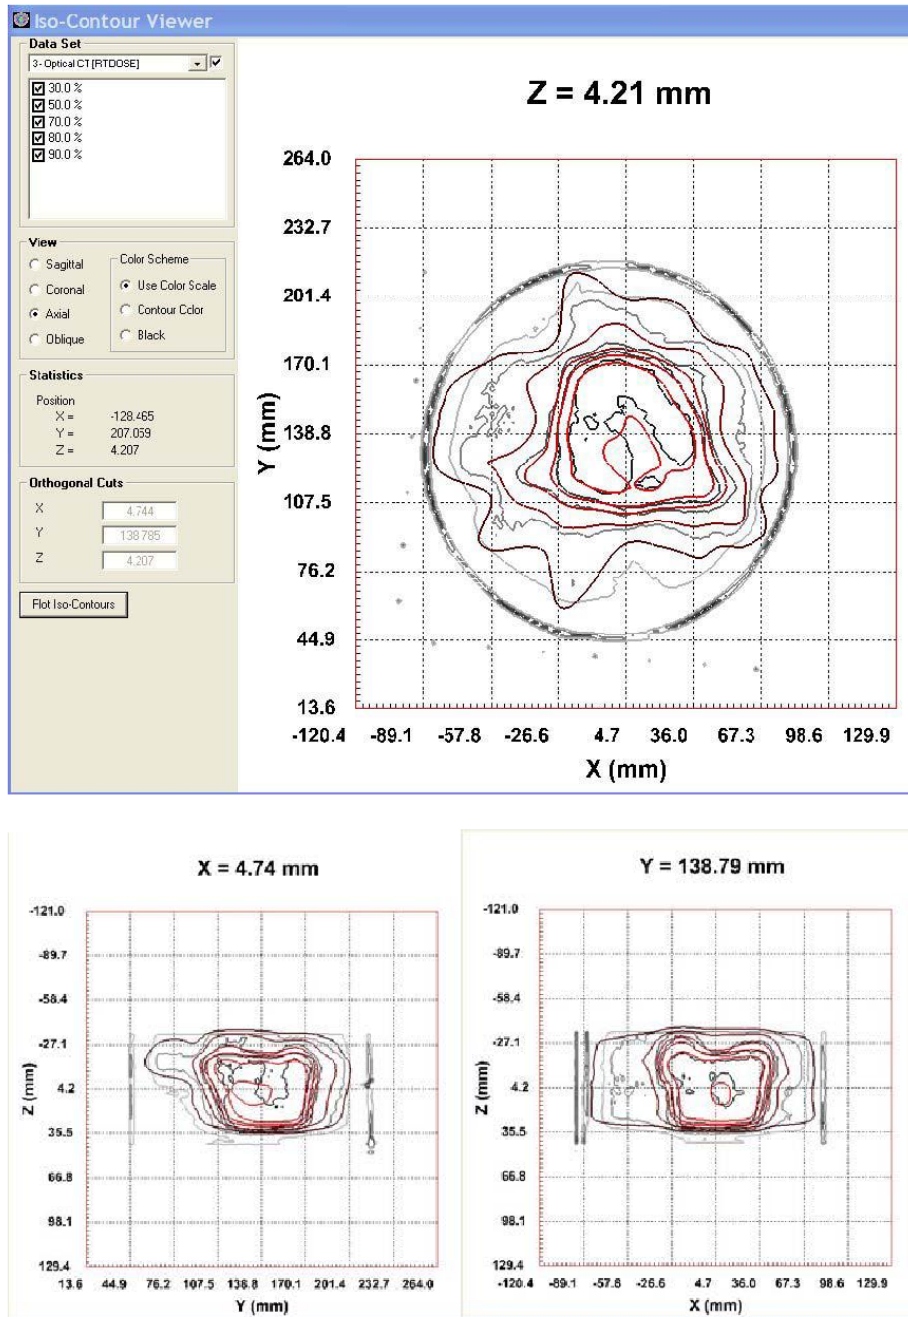 Iso-Contour Viewer
Data Set
3- Optical CT [RTDOSE]
30.0 %
50.0 %
70.0 %
80.0 %
90.0 %
View
Sagittal
Coronal
Axial
Oblique
Color Scheme
Use Color Scale
Contour Color
Black
Statistics
Position
X = -128.465
Y = 207.059
Z = 4.207
Orthogonal Cuts
X 4.744
Y 138.785
Z 4.207
Plot Iso-Contours
Z = 4.21 mm
264.0
232.7
201.4
170.1
138.8
107.5
76.2
44.9
13.6
Y (mm)
-120.4 -89.1 -57.8 -26.6 4.7 36.0 67.3 98.6 129.9
X (mm)
X = 4.74 mm
-121.0
-89.7
-58.4
-27.1
4.2
35.5
66.8
98.1
129.4
Z (mm)
13.6 44.9 76.2 107.5 136.8 170.1 201.4 232.7 264.0
Y (mm)
Y = 138.79 mm
-121.0
-89.7
-58.4
-27.1
4.2
35.5
66.8
98.1
129.4
Z (mm)
-120.4 -89.1 -57.8 -26.6 4.7 36.0 67.3 98.6 129.9
X (mm)